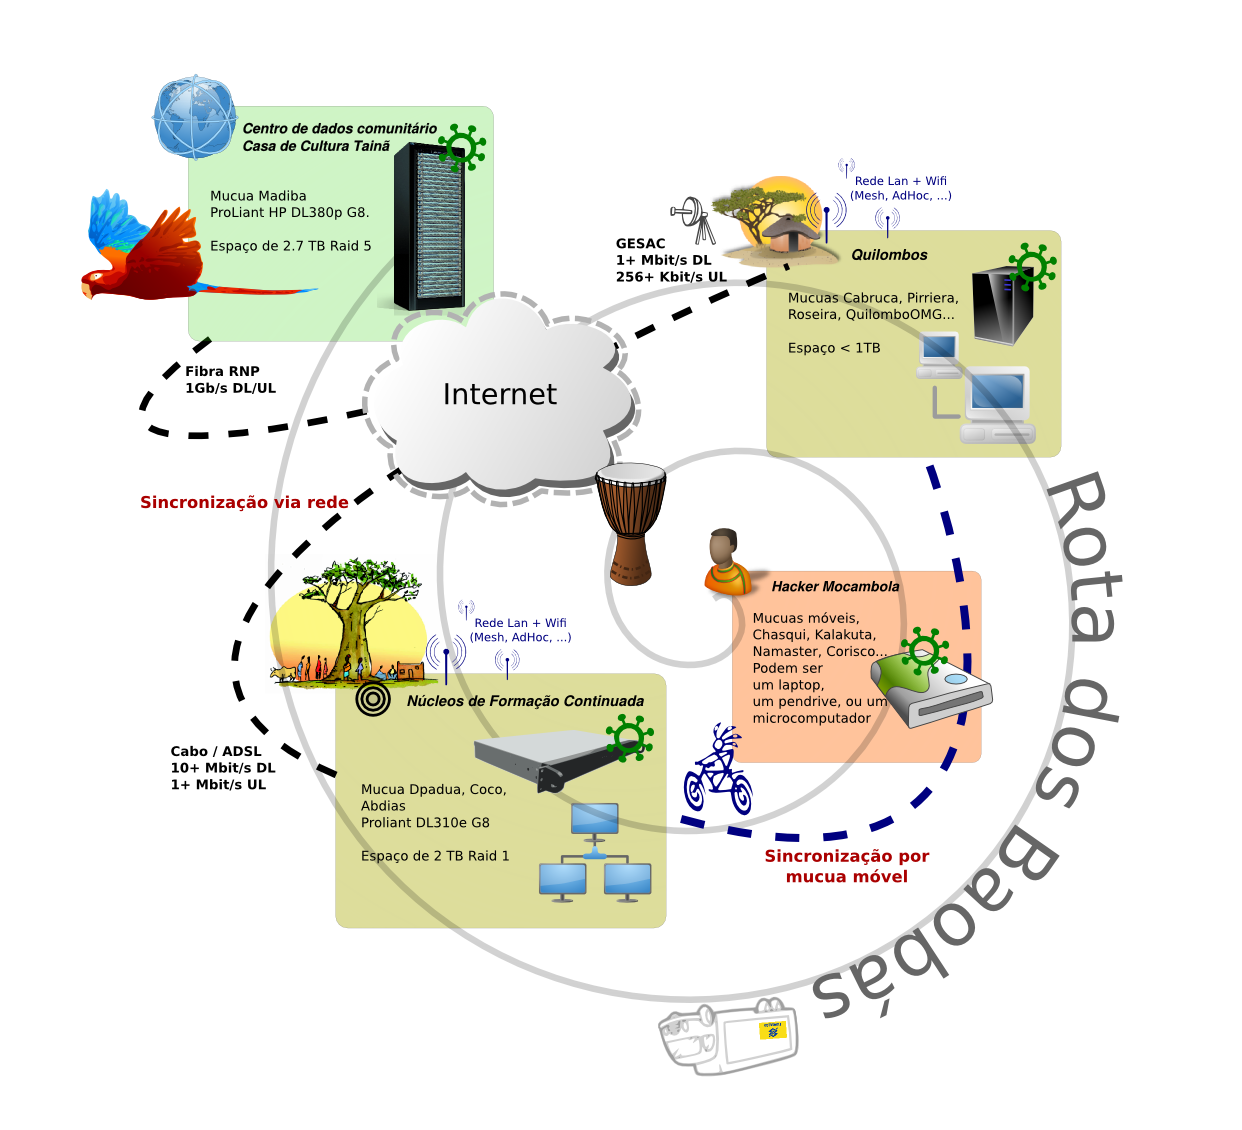 Centro de dados comunitário
Casa de Cultura Tainã
Mucua Madiba
ProLiant HP DL380p G8.
Espaço de 2.7 TB Raid 5
Fibra RNP
1Gb/s DL/UL
Internet
GESAC
1+ Mbit/s DL
256+ Kbit/s UL
Rede Lan + Wifi
(Mesh, AdHoc, ...)
Quilombos
Mucuas Cabruca, Pirriera,
Roseira, QuilomboOMG...
Espaço < 1TB
Sincronização via rede
Rede Lan + Wifi
(Mesh, AdHoc, ...)
Núcleos de Formação Continuada
Mucua Dpadua, Coco,
Abdias
Proliant DL310e G8
Espaço de 2 TB Raid 1
Cabo / ADSL
10+ Mbit/s DL
1+ Mbit/s UL
Hacker Mocambola
Mucuas móveis,
Chasqui, Kalakuta,
Namaster, Corisco...
Podem ser
um laptop,
um pendrive, ou um
microcomputador
Sincronização por
mucua móvel
Rota dos Baobás